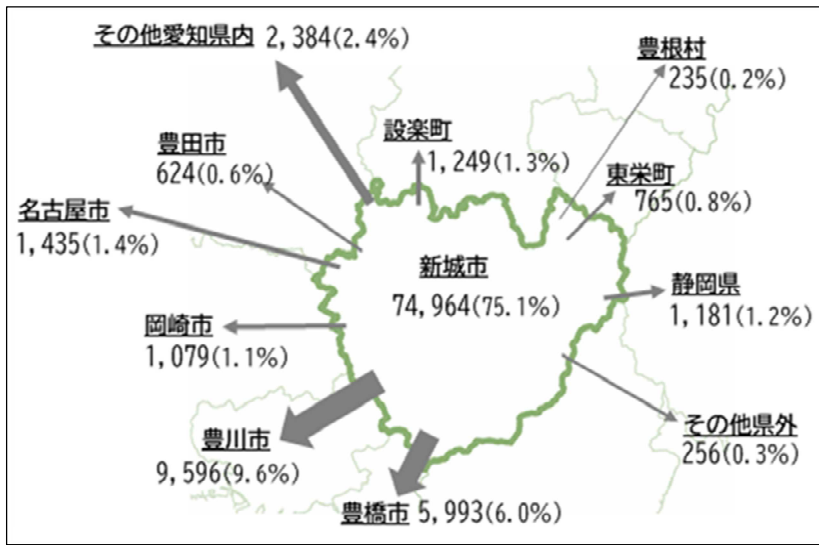 その他愛知県内 2,384(2.4%)
豊根村
235(0.2%)
設楽町
1,249(1.3%)
豊田市
624(0.6%)
東栄町
765(0.8%)
名古屋市
1,435(1.4%)
新城市
74,964(75.1%)
静岡県
1,181(1.2%)
岡崎市
1,079(1.1%)
その他県外
256(0.3%)
豊川市
9,596(9.6%)
豊橋市 5,993(6.0%)